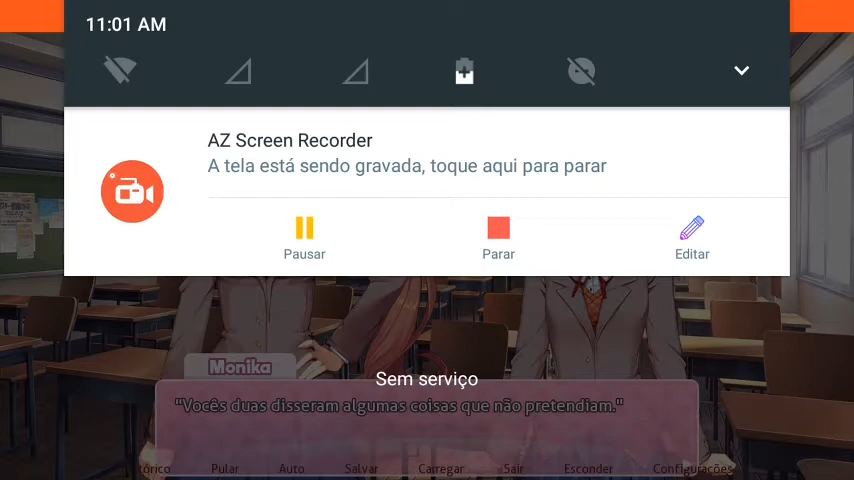 11:01 AM
AZ Screen Recorder
A tela está sendo gravada, toque aqui para parar
Pausar Parar Editar
Sem serviço
Monika
"Vocês duas disseram algumas coisas que não pretendiam."
tórico Pular Auto Salvar Carregar Sair Esconder Configurações